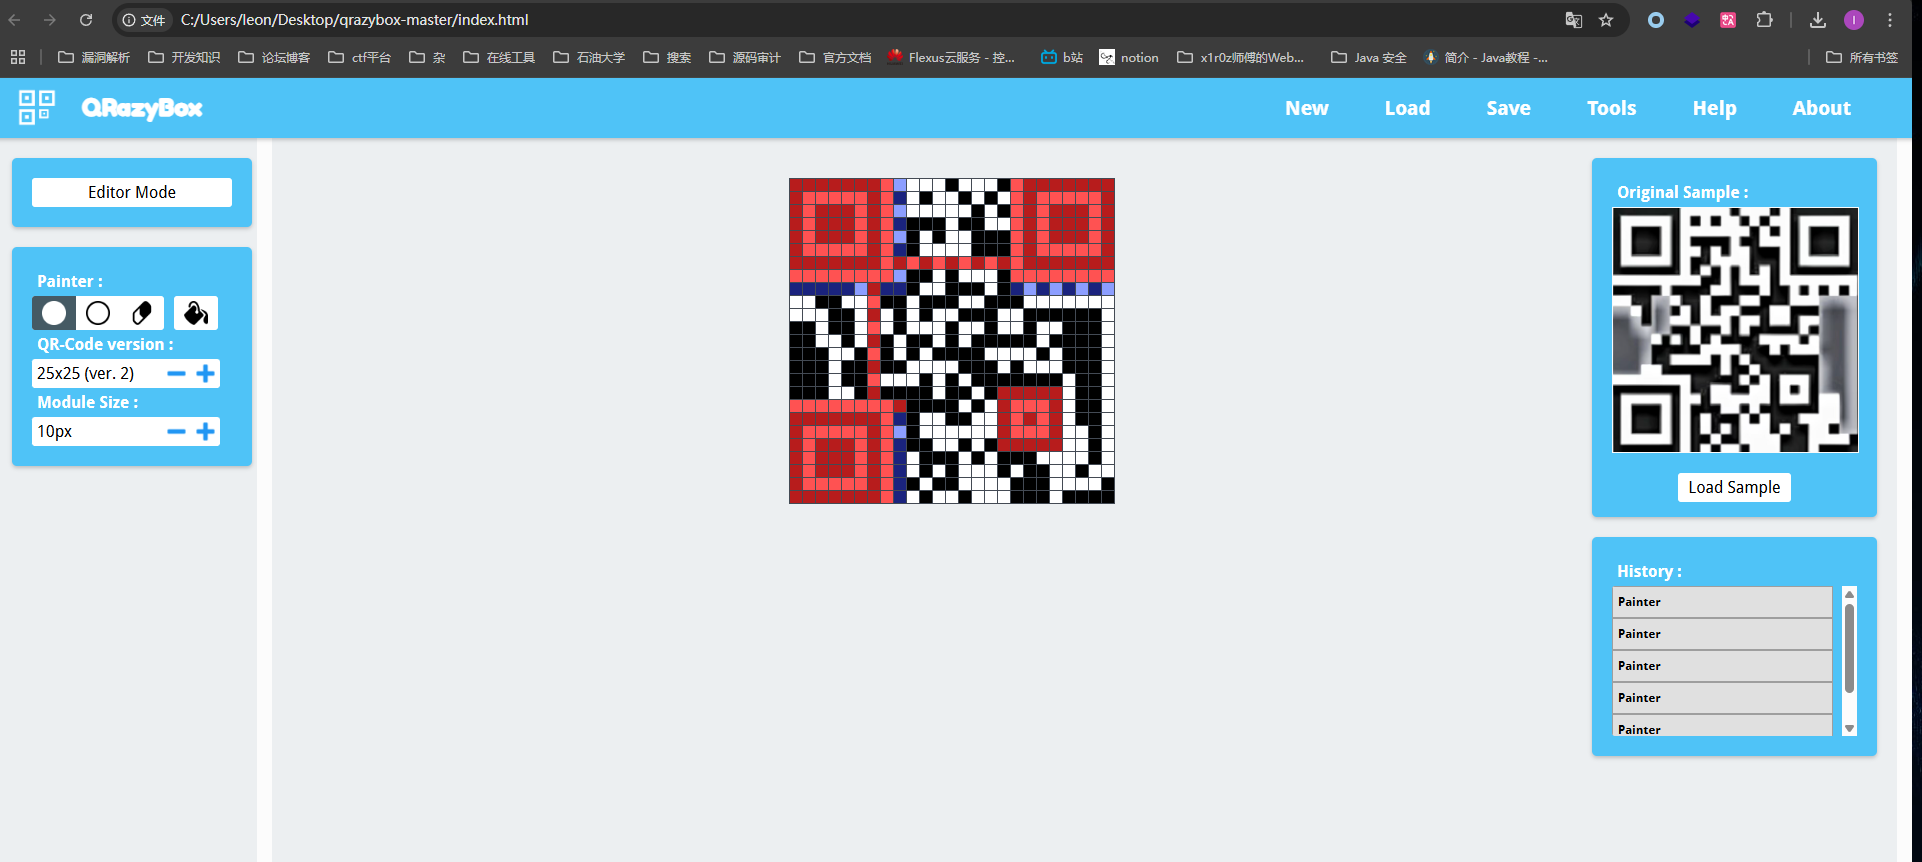 文件 C:/Users/leon/Desktop/qrazybox-master/index.html
漏洞解析 开发知识 论坛博客 ctf平台 杂 在线工具 石油大学 搜索 源码审计 官方文档 Flexus云服务 - 控... b站 notion x1r0z师傅的Web... Java 安全 简介 - Java教程 -... 所有书签
QRazyBox New Load Save Tools Help About
Editor Mode
Painter :
QR-Code version :
25x25 (ver. 2)
Module Size :
10px
Original Sample :
Load Sample
History :
Painter
Painter
Painter
Painter
Painter